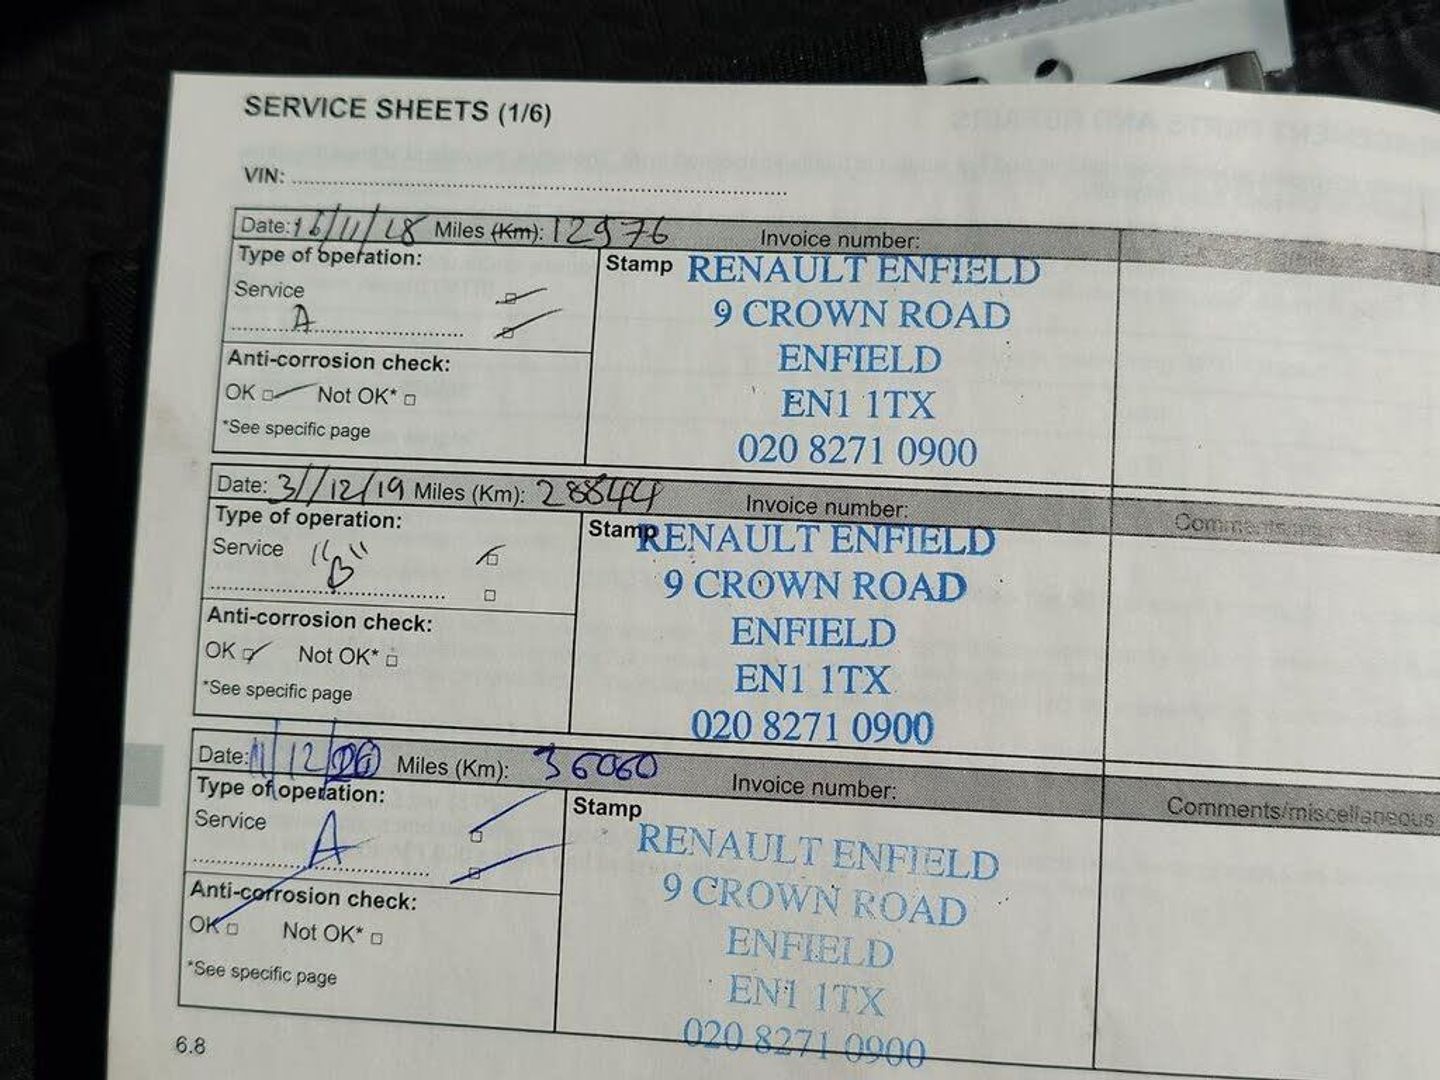 SERVICE SHEETS (1/6)
VIN:
Date: 16/11/18 Miles (Km): 12976 Invoice number:
Type of operation:
Stamp RENAULT ENFIELD
Service
9 CROWN ROAD
A
ENFIELD
Anti-corrosion check:
OK Not OK*
EN1 1TX
*See specific page
020 8271 0900
Date: 31/12/19 Miles (Km): 28844 Invoice number:
Type of operation:
Stamp RENAULT ENFIELD
Service "B"
9 CROWN ROAD
ENFIELD
Anti-corrosion check:
OK Not OK*
EN1 1TX
*See specific page
020 8271 0900
Date: 11/12/20 Miles (Km): 36060 Invoice number: Comments/miscellaneous
Type of operation:
Stamp
Service
RENAULT ENFIELD
A
9 CROWN ROAD
Anti-corrosion check:
ENFIELD
OK Not OK*
EN1 1TX
*See specific page
020 8271 0900
6.8